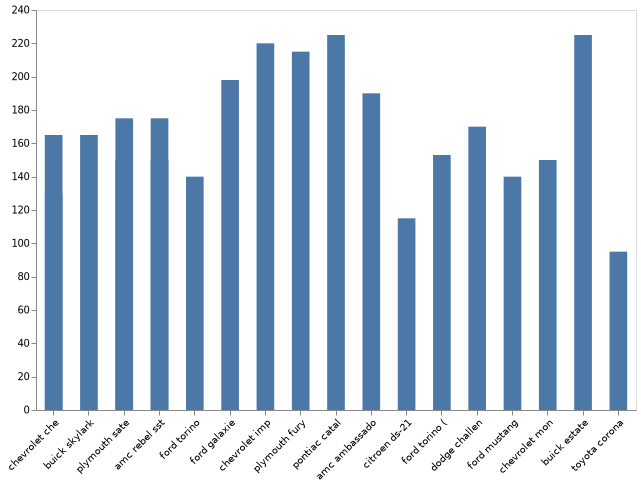 240
220
200
180
160
140
120
100
80
60
40
20
0
chevrolet che
buick skylark
plymouth sate
amc rebel sst
ford torino
ford galaxie
chevrolet imp
plymouth fury
pontiac catal
amc ambassado
citroen ds-21
ford torino (
dodge challen
ford mustang
chevrolet mon
buick estate
toyota corona